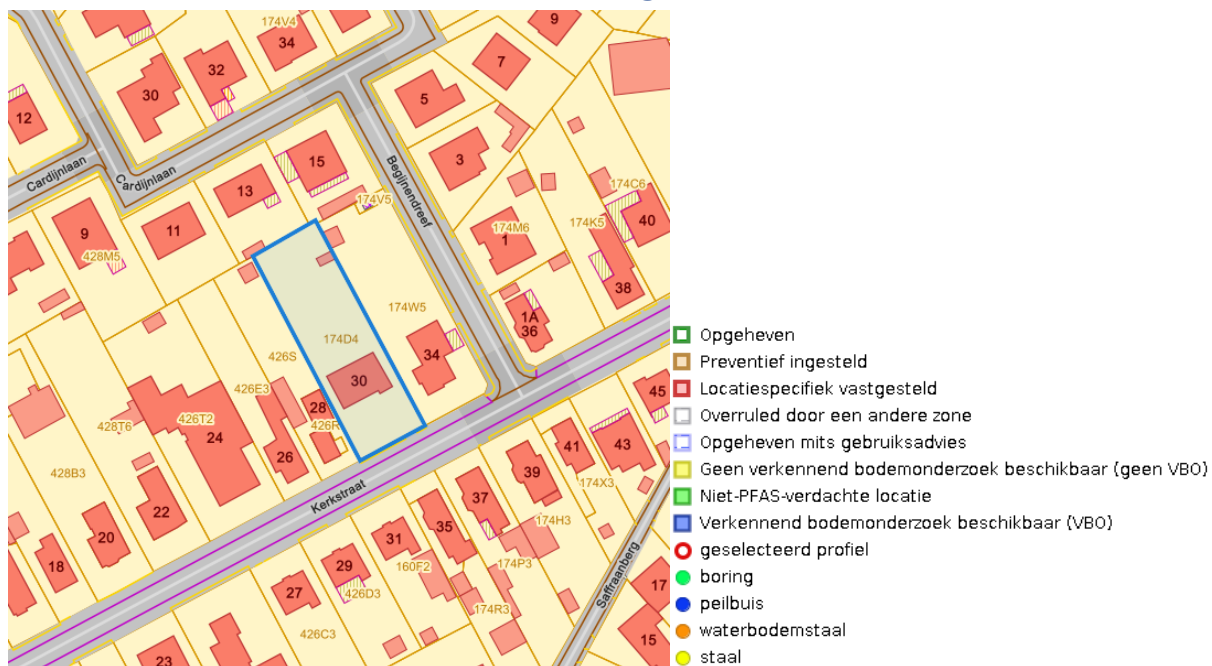 174V4
9
34
7
32
30
5
12
Cardijnlaan
Cardijnlaan
15
3
Begijnendreef
13
174V5
174C6
40
9
11
174M6
1
174K5
428M5
38
174W5
1A
36
174D4
426S
34
30
426E3
28
426R
45
428T6
426T2
24
26
41
43
428B3
39
174X3
37
Kerkstraat
22
35
174H3
20
31
18
29
160F2
174P3
426D3
27
174R3
Saffraanberg
17
426C3
15
23
Opgeheven
Preventief ingesteld
Locatiespecifiek vastgesteld
Overruled door een andere zone
Opgeheven mits gebruiksadvies
Geen verkennend bodemonderzoek beschikbaar (geen VBO)
Niet-PFAS-verdachte locatie
Verkennend bodemonderzoek beschikbaar (VBO)
geselecteerd profiel
boring
peilbuis
waterbodemstaal
staal